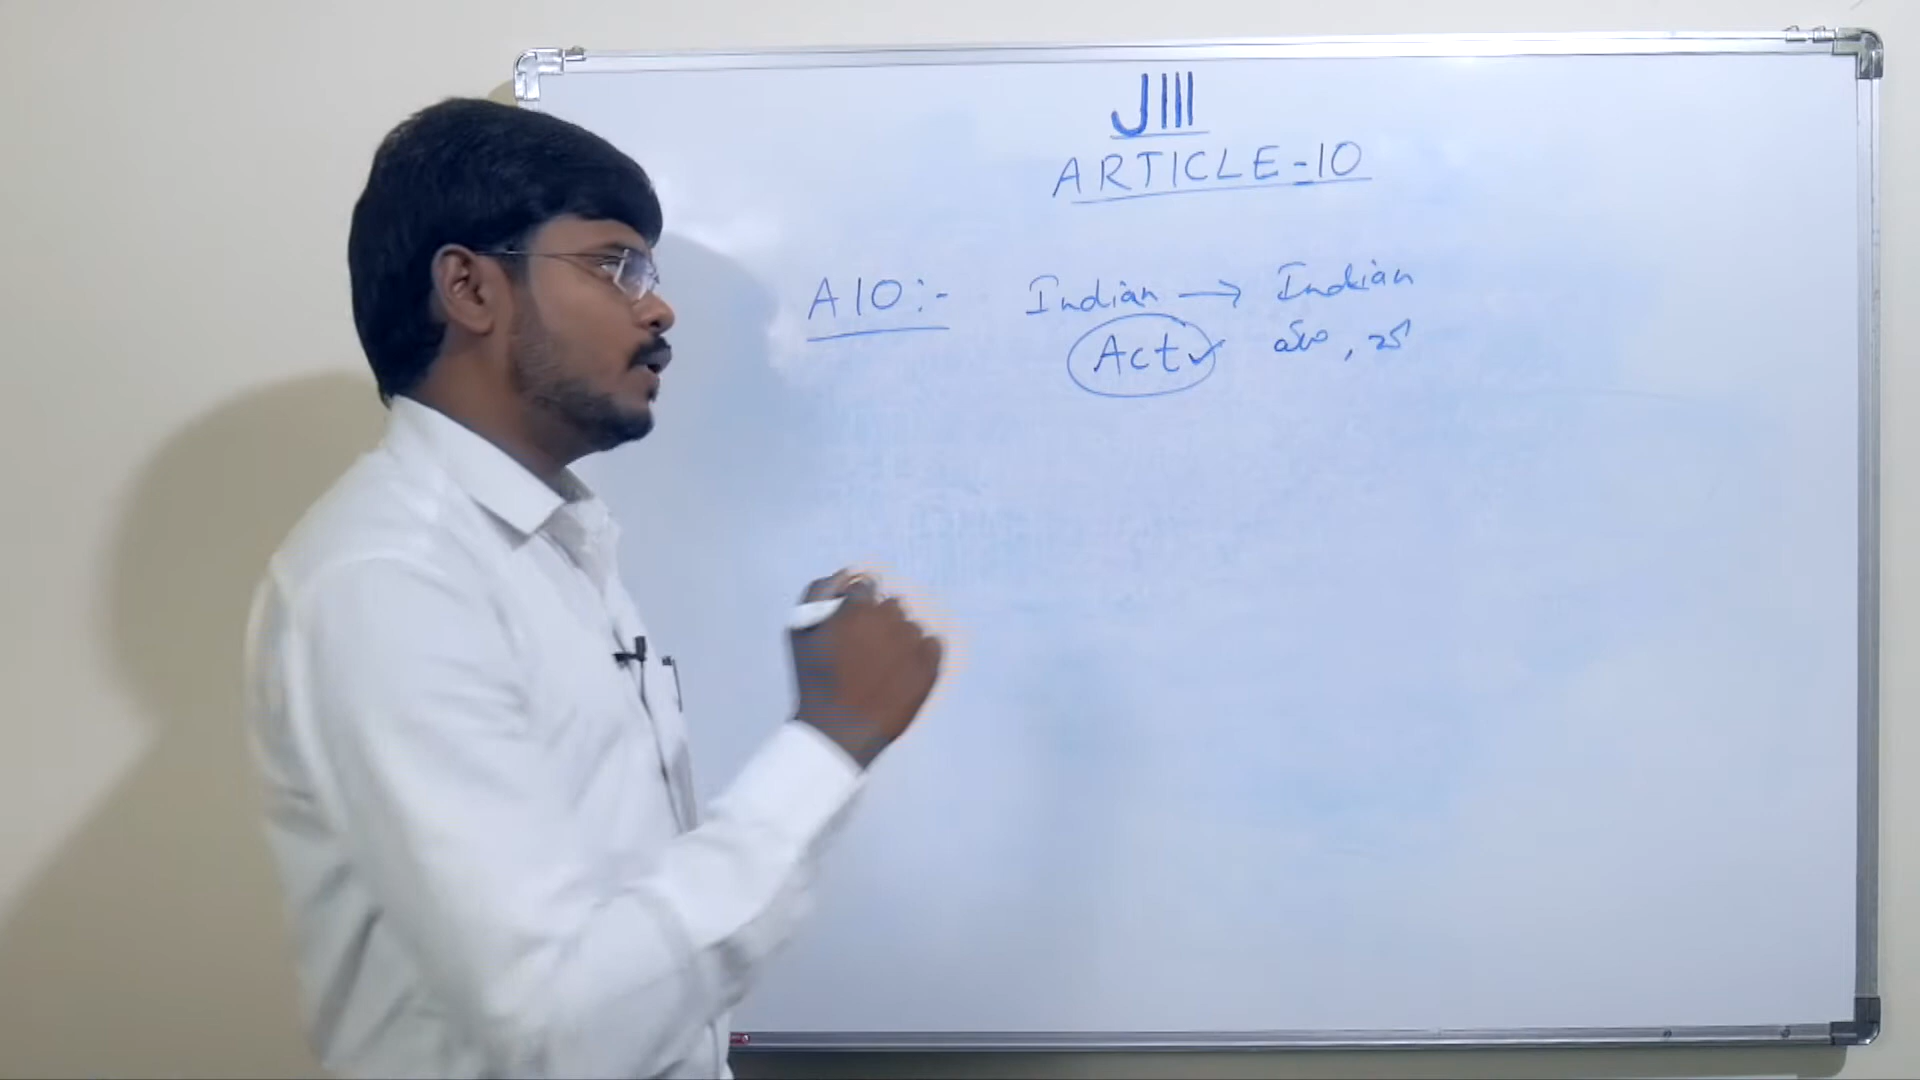 JIII
ARTICLE-10
A10:- Indian → Indian
Act ✓